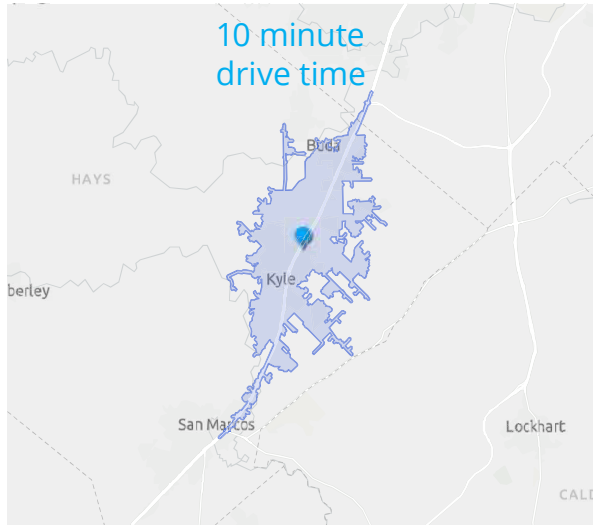 10 minute
drive time
Buda
HAYS
Kyle
berley
San Marcos
Lockhart
CALD